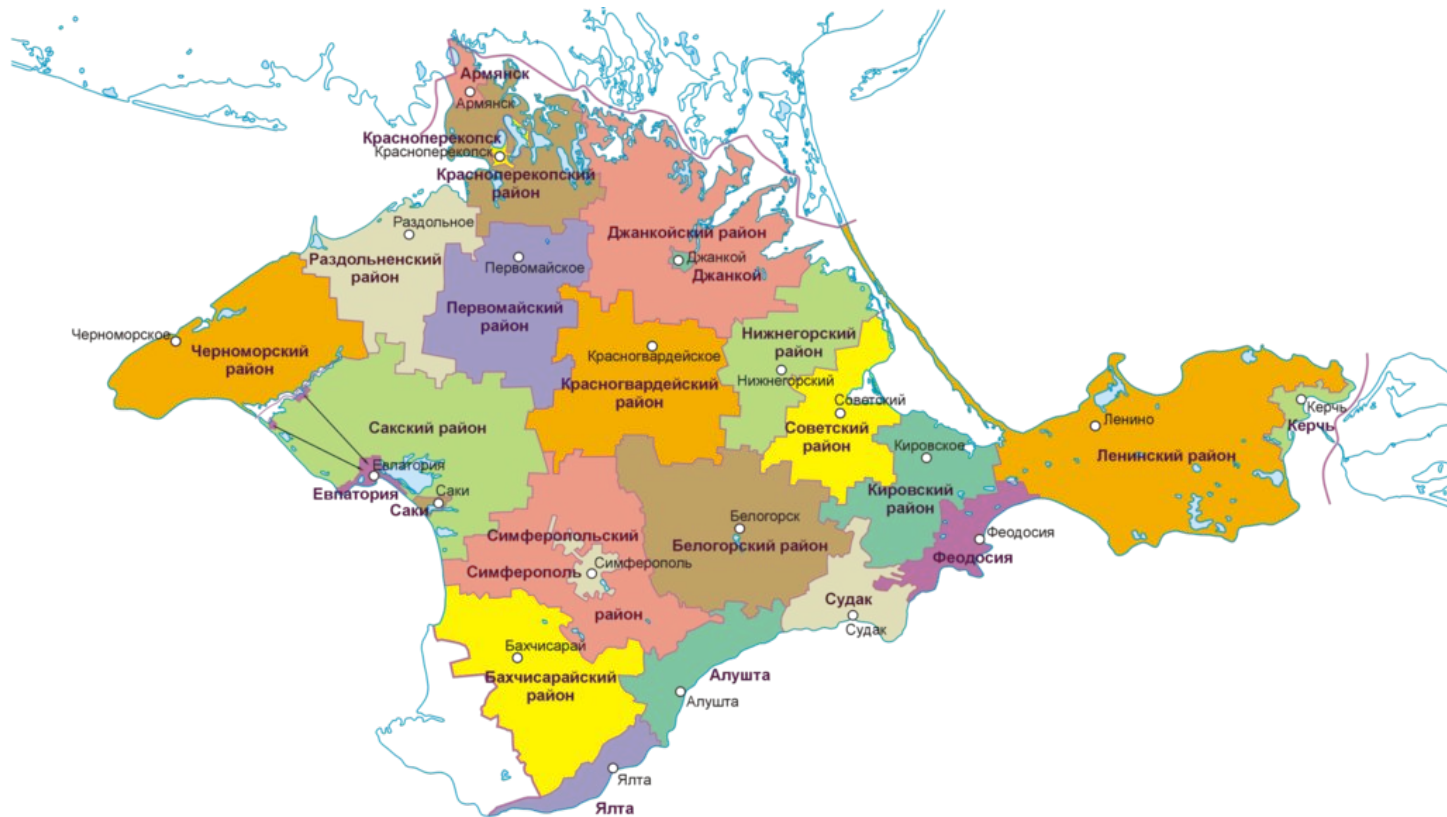 Армянск
Армянск
Красноперекопск
Красноперекопск
Красноперекопский
район
Раздольное
Джанкойский район
Раздольненский
район
Первомайское
Джанкой
Джанкой
Первомайский
район
Черноморское
Черноморский
район
Нижнегорский
район
Красногвардейское
Красногвардейский
район
Нижнегорский
Советский
Советский
район
Ленино
Керчь
Керчь
Сакский район
Кировское
Ленинский район
Евпатория
Евпатория
Саки
Саки
Кировский
район
Белогорск
Белогорский район
Феодосия
Феодосия
Симферопольский
район
Симферополь
Симферополь
Судак
Судак
Бахчисарай
Бахчисарайский
район
Алушта
Алушта
Ялта
Ялта